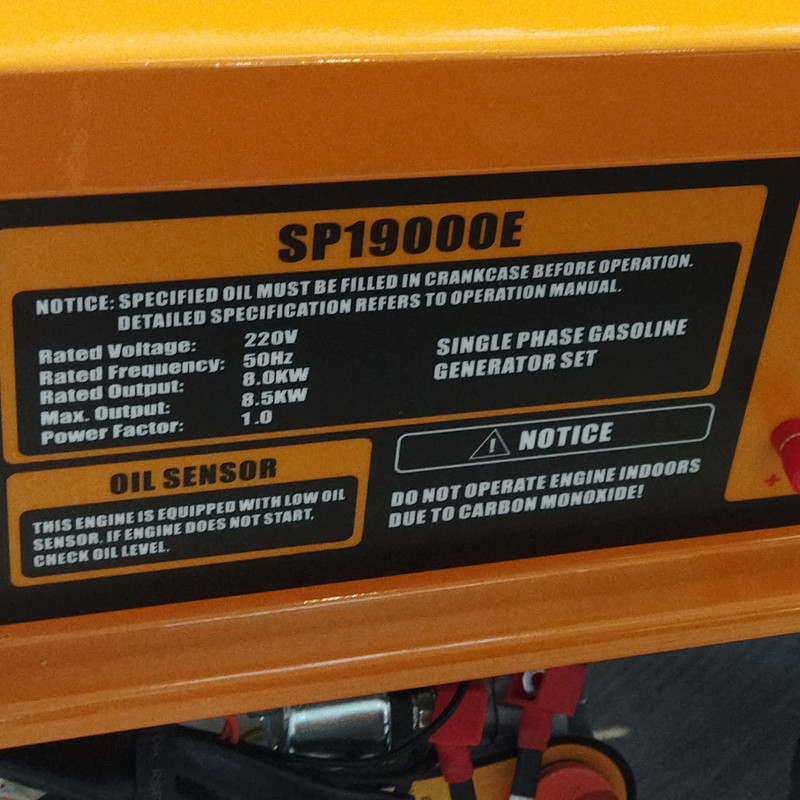 SP19000E
NOTICE: SPECIFIED OIL MUST BE FILLED IN CRANKCASE BEFORE OPERATION.
DETAILED SPECIFICATION REFERS TO OPERATION MANUAL.
Rated Voltage: 220V
Rated Frequency: 50Hz
Rated Output: 8.0KW
Max. Output: 8.5KW
Power Factor: 1.0
SINGLE PHASE GASOLINE
GENERATOR SET
OIL SENSOR
THIS ENGINE IS EQUIPPED WITH LOW OIL
SENSOR. IF ENGINE DOES NOT START,
CHECK OIL LEVEL.
! NOTICE
DO NOT OPERATE ENGINE INDOORS
DUE TO CARBON MONOXIDE!
+